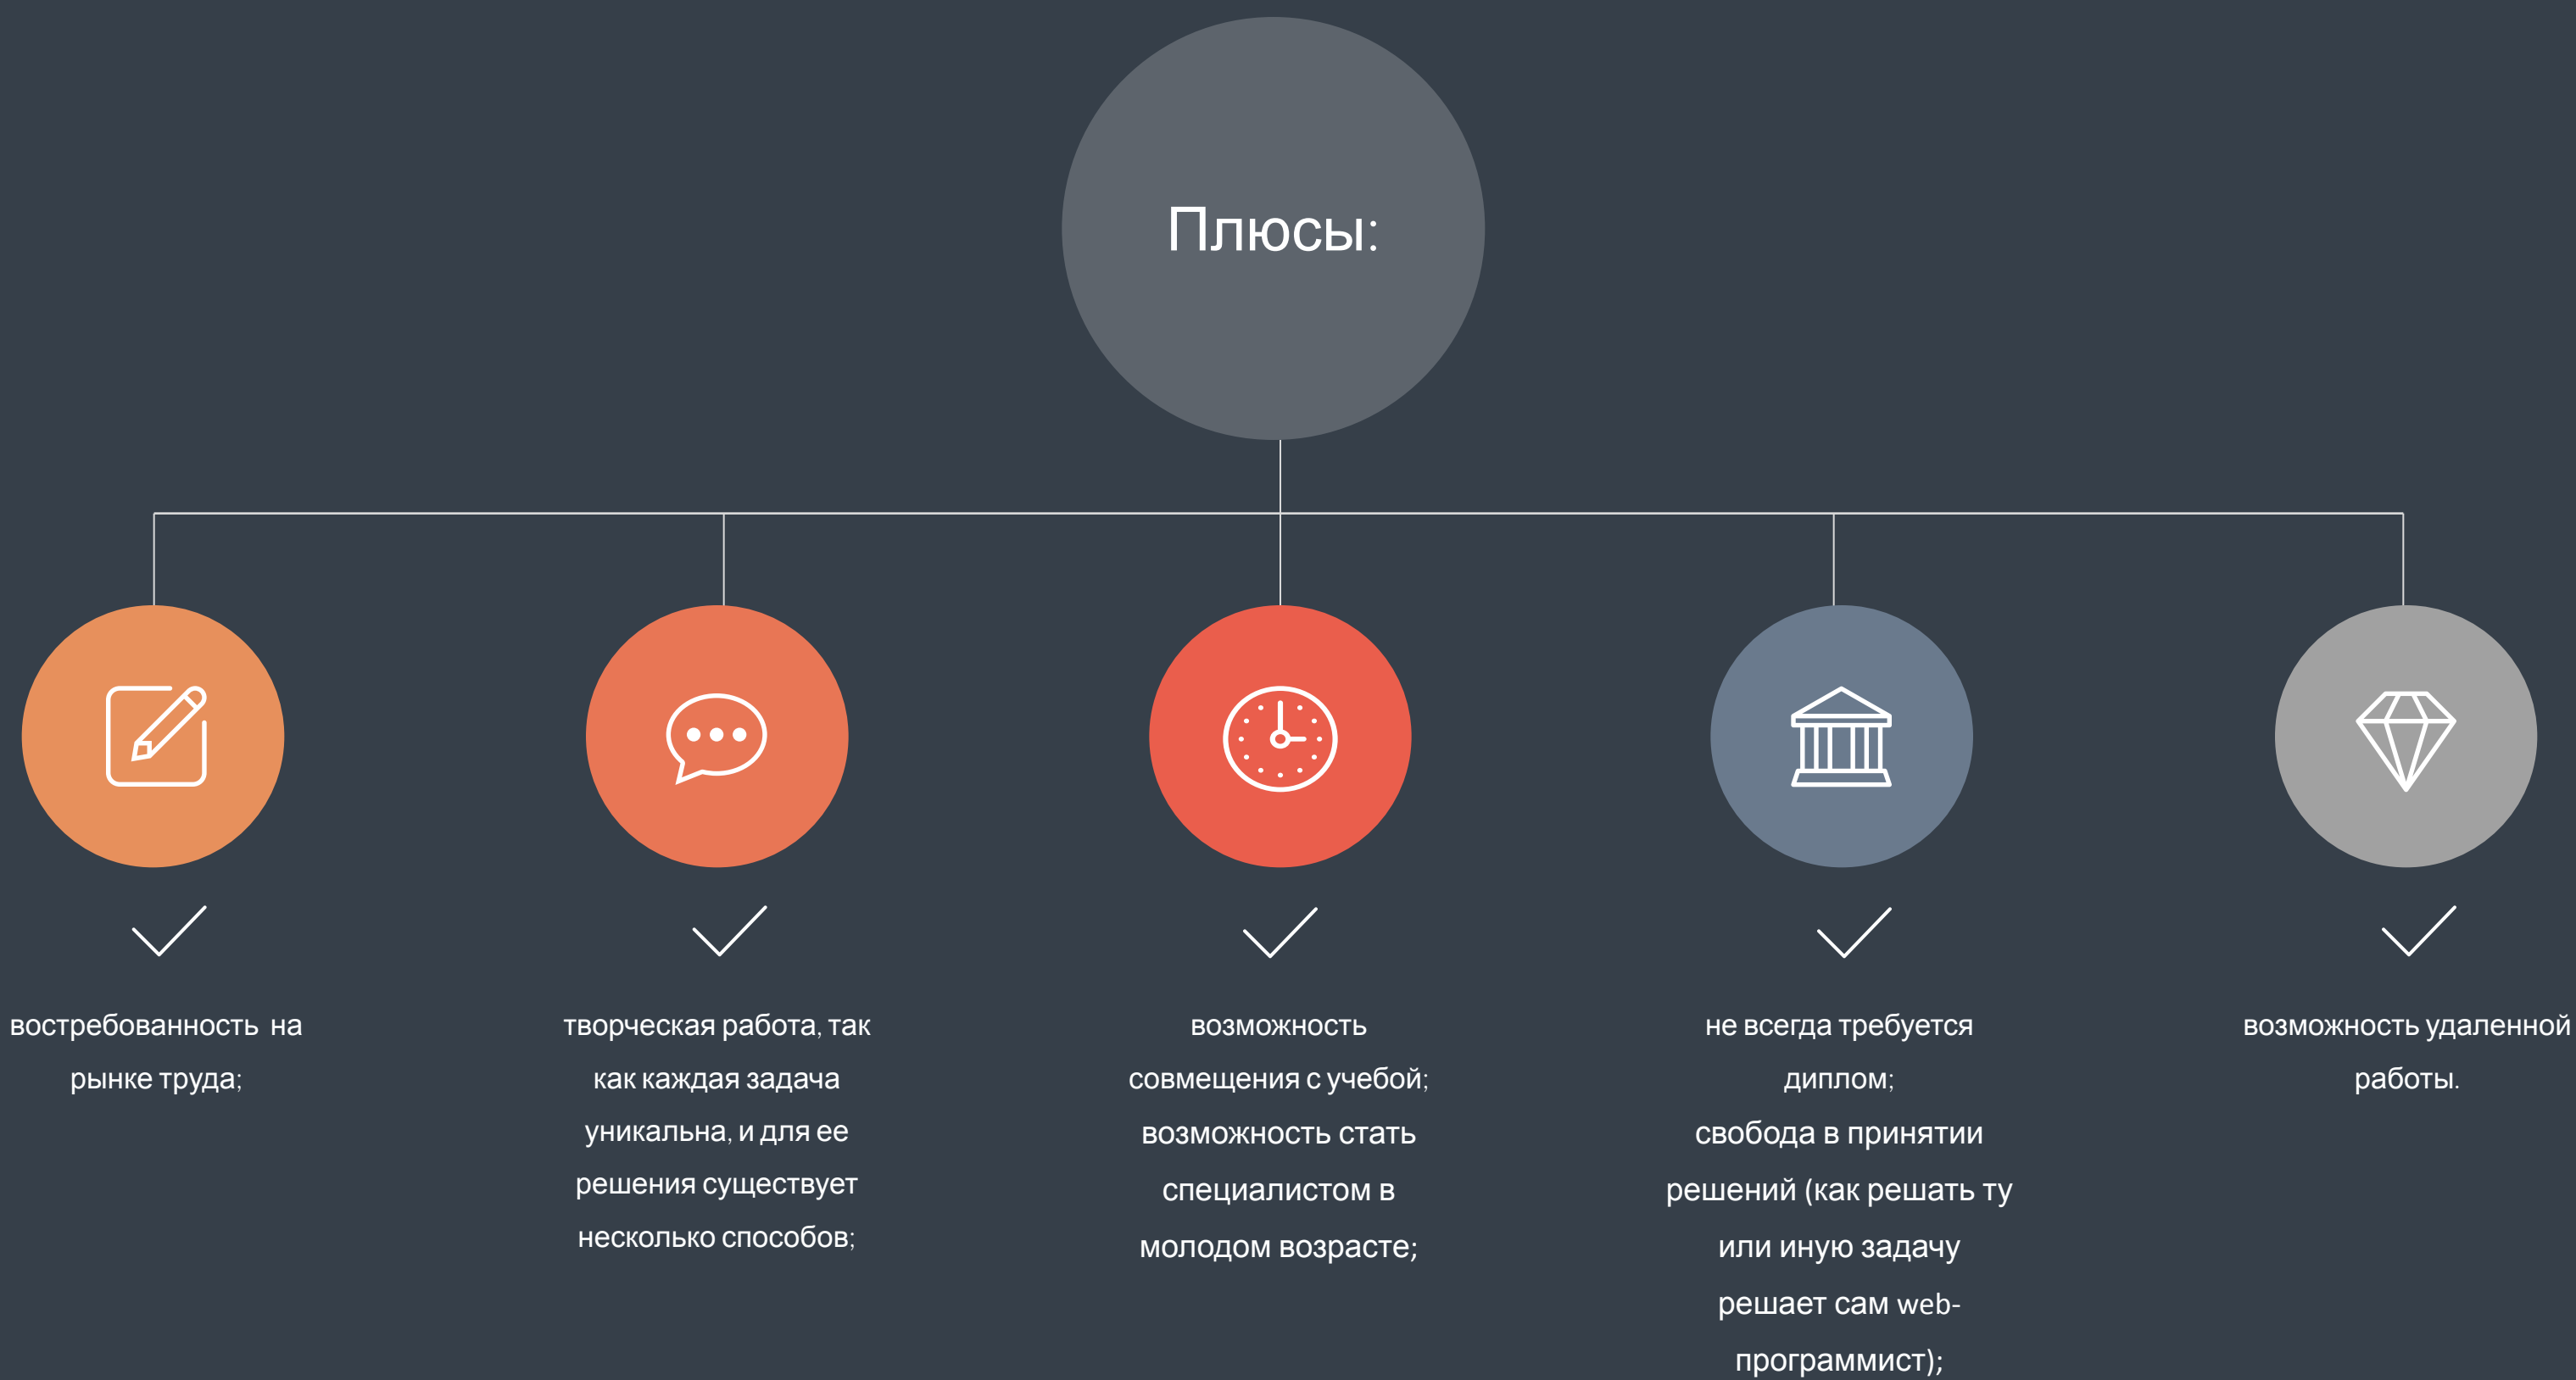 Плюсы:
востребованность на
рынке труда;
творческая работа, так
как каждая задача
уникальна, и для ее
решения существует
несколько способов;
возможность
совмещения с учебой;
возможность стать
специалистом в
молодом возрасте;
не всегда требуется
диплом;
свобода в принятии
решений (как решать ту
или иную задачу
решает сам web-
программист);
возможность удаленной
работы.